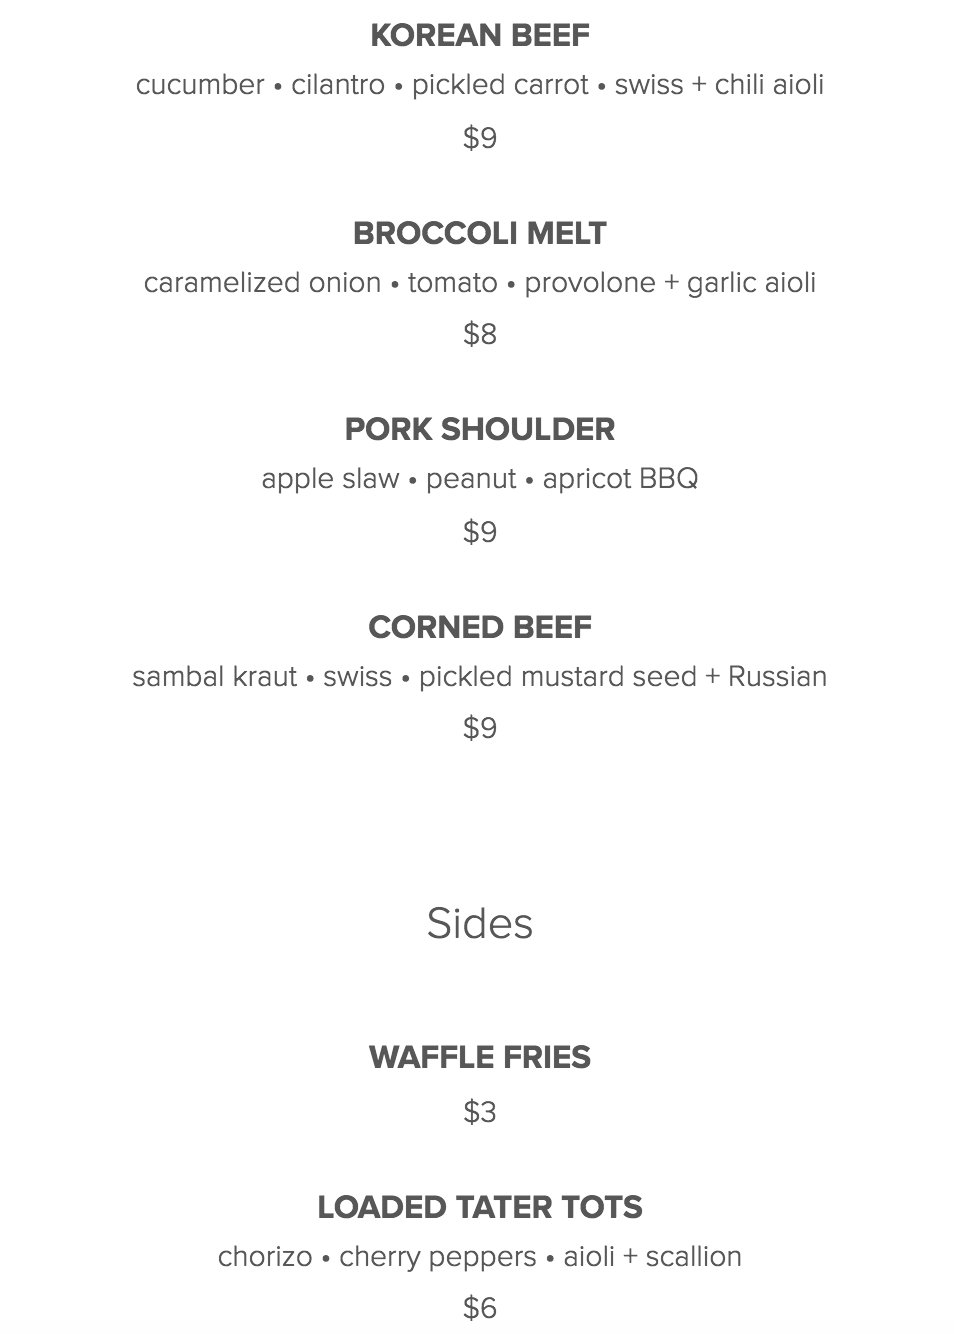 KOREAN BEEF
cucumber • cilantro • pickled carrot • swiss + chili aioli
$9
BROCCOLI MELT
caramelized onion • tomato • provolone + garlic aioli
$8
PORK SHOULDER
apple slaw • peanut • apricot BBQ
$9
CORNED BEEF
sambal kraut • swiss • pickled mustard seed + Russian
$9
Sides
WAFFLE FRIES
$3
LOADED TATER TOTS
chorizo • cherry peppers • aioli + scallion
$6